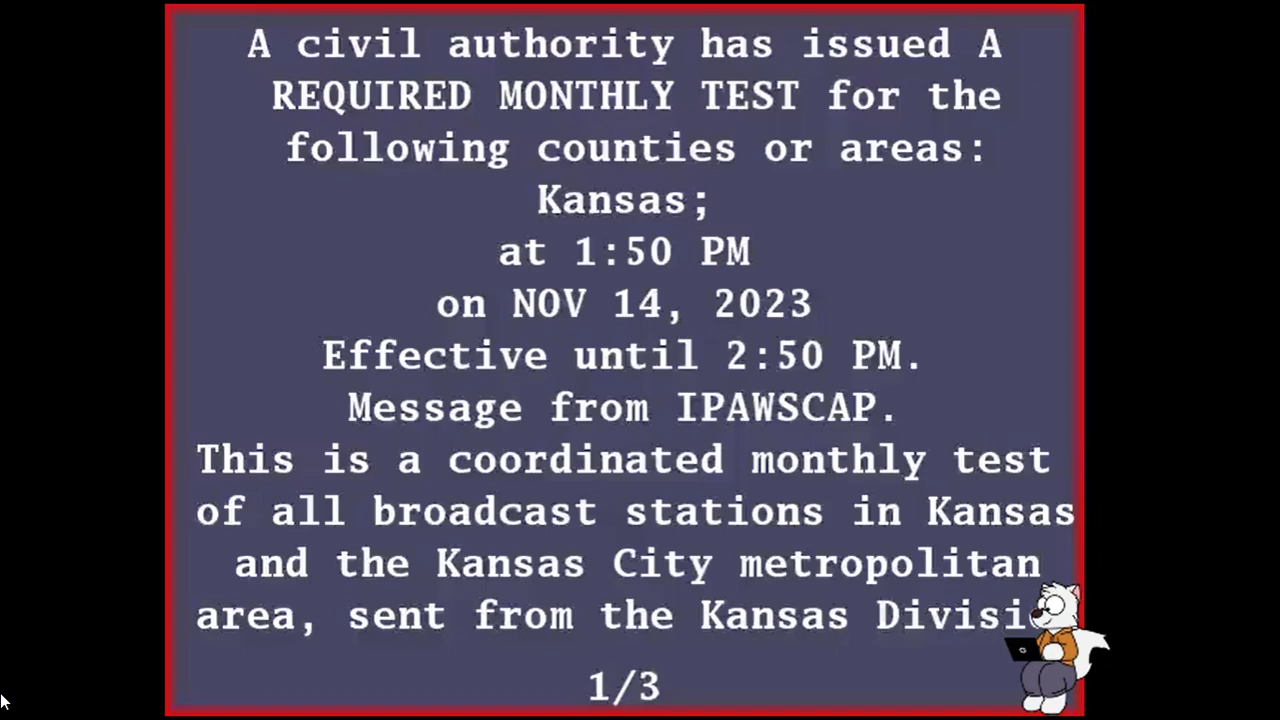 A civil authority has issued A
REQUIRED MONTHLY TEST for the
following counties or areas:
Kansas;
at 1:50 PM
on NOV 14, 2023
Effective until 2:50 PM.
Message from IPAWSCAP.
This is a coordinated monthly test
of all broadcast stations in Kansas
and the Kansas City metropolitan
area, sent from the Kansas
1/3